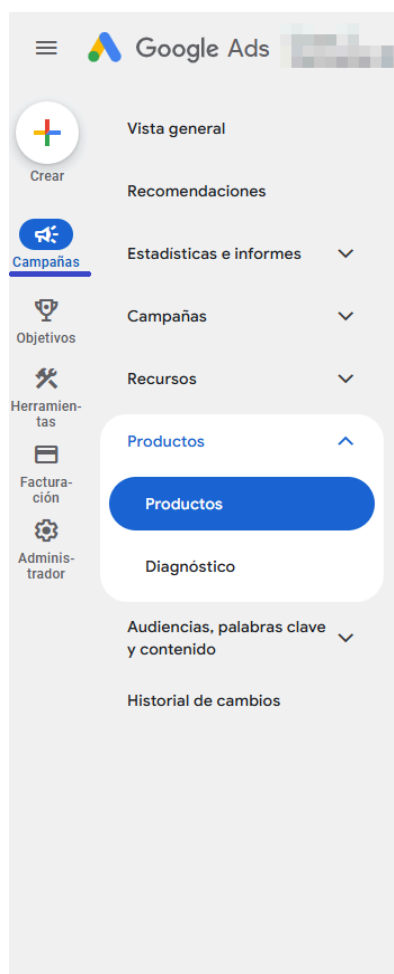 Google Ads
Crear
Campañas
Objetivos
Herramien-
tas
Factura-
ción
Adminis-
trador
Vista general
Recomendaciones
Estadísticas e informes
Campañas
Recursos
Productos
Productos
Diagnóstico
Audiencias, palabras clave
y contenido
Historial de cambios